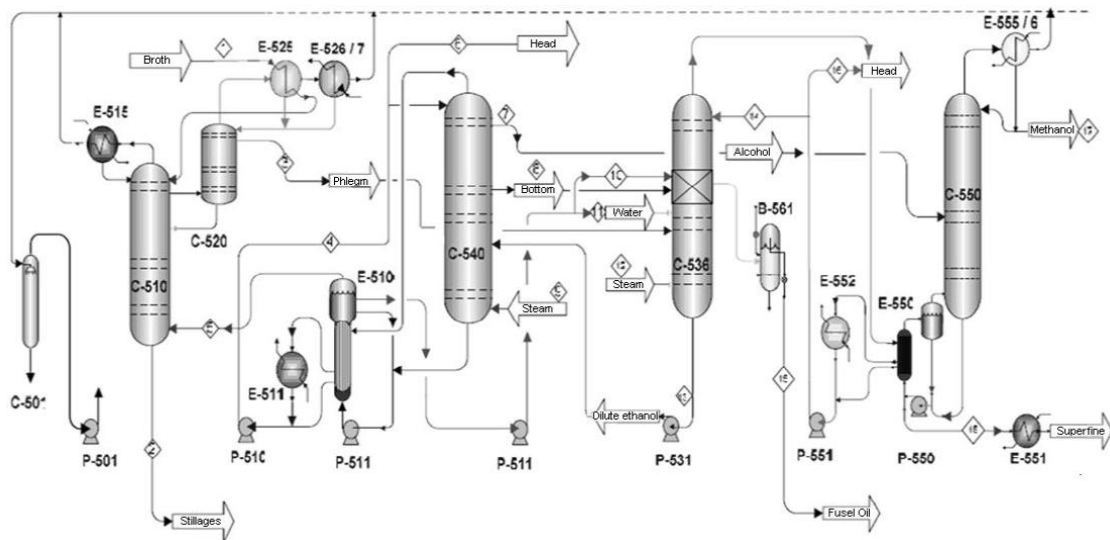 E-555 / 6
E-525
E-526 / 7
Head
Broth
Head
E-515
Methanol
Alcohol
Phlegm
Bottom
10
C-550
Water
B-561
C-520
4
C-540
C-510
E-510
C-536
Steam
E-552
E-550
Steam
E-511
C-501
Dilute ethanol
Superfine
P-501
P-510
P-511
P-511
P-531
P-551
P-550
E-551
Stillages
Fusel Oil